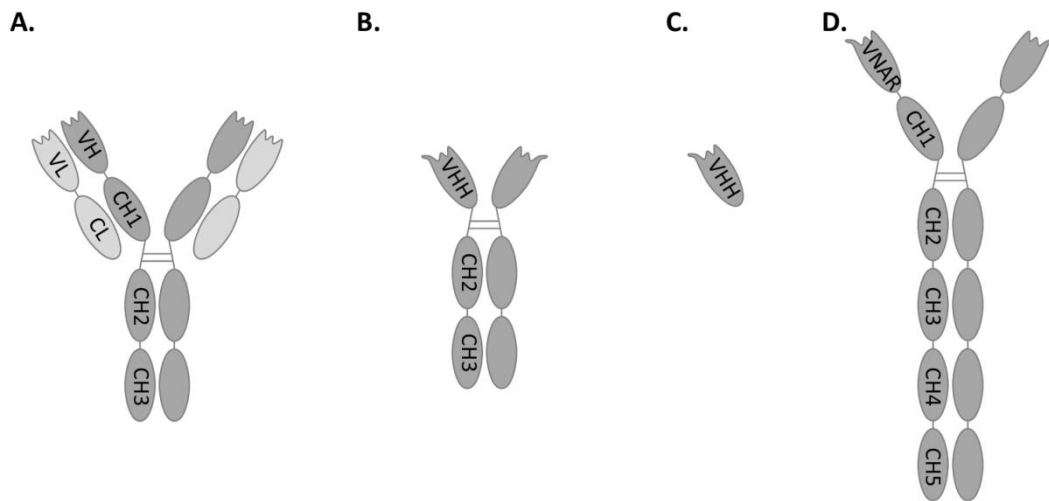 A.
B.
C.
D.
VL
VH
CL
CH1
CH2
CH3
VHH
CH2
CH3
VHH
VNAR
CH1
CH2
CH3
CH4
CH5